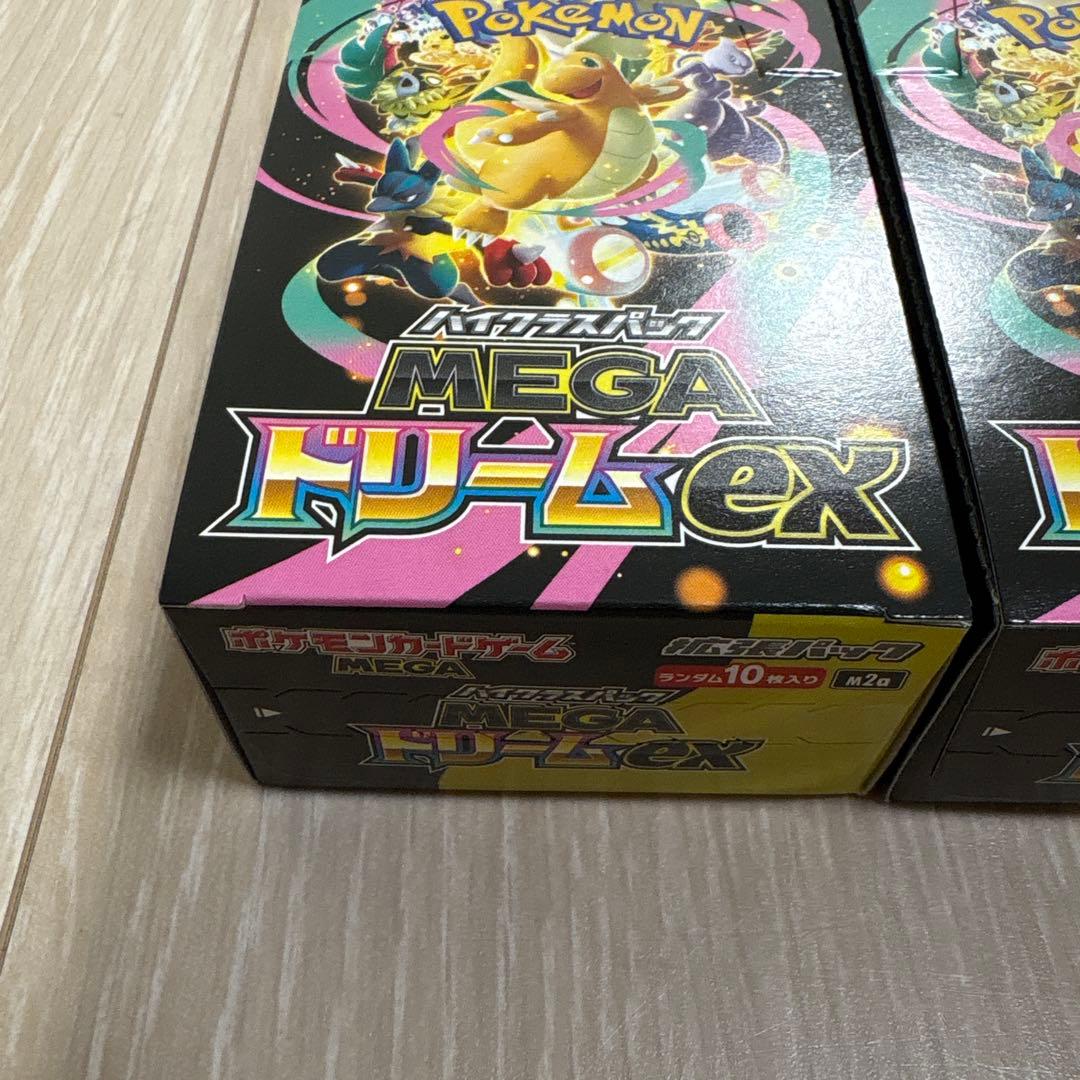 POKÉMON
ハイクラスパック
MEGA
ドリームex
ポケモンカードゲーム
MEGA
拡張パック
ランダム10枚入り
M2a
ハイクラスパック
MEGA
ドリームex
Po
ド
ポ